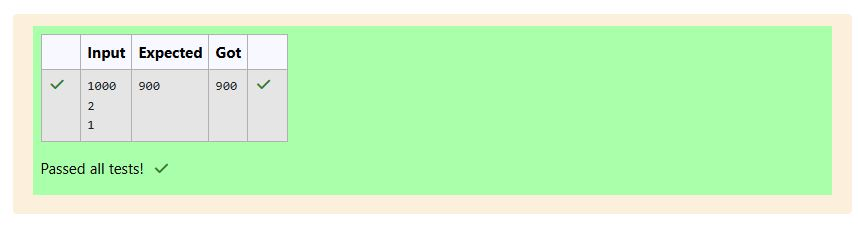 Input Expected Got
1000 900 900
2
1
Passed all tests!